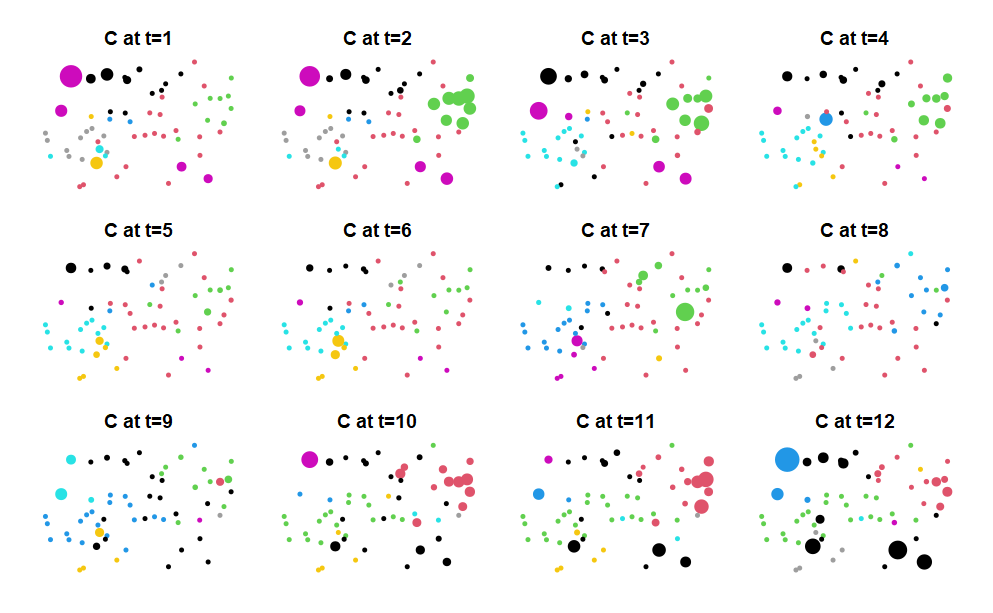 C at t=1
C at t=2
C at t=3
C at t=4
C at t=5
C at t=6
C at t=7
C at t=8
C at t=9
C at t=10
C at t=11
C at t=12